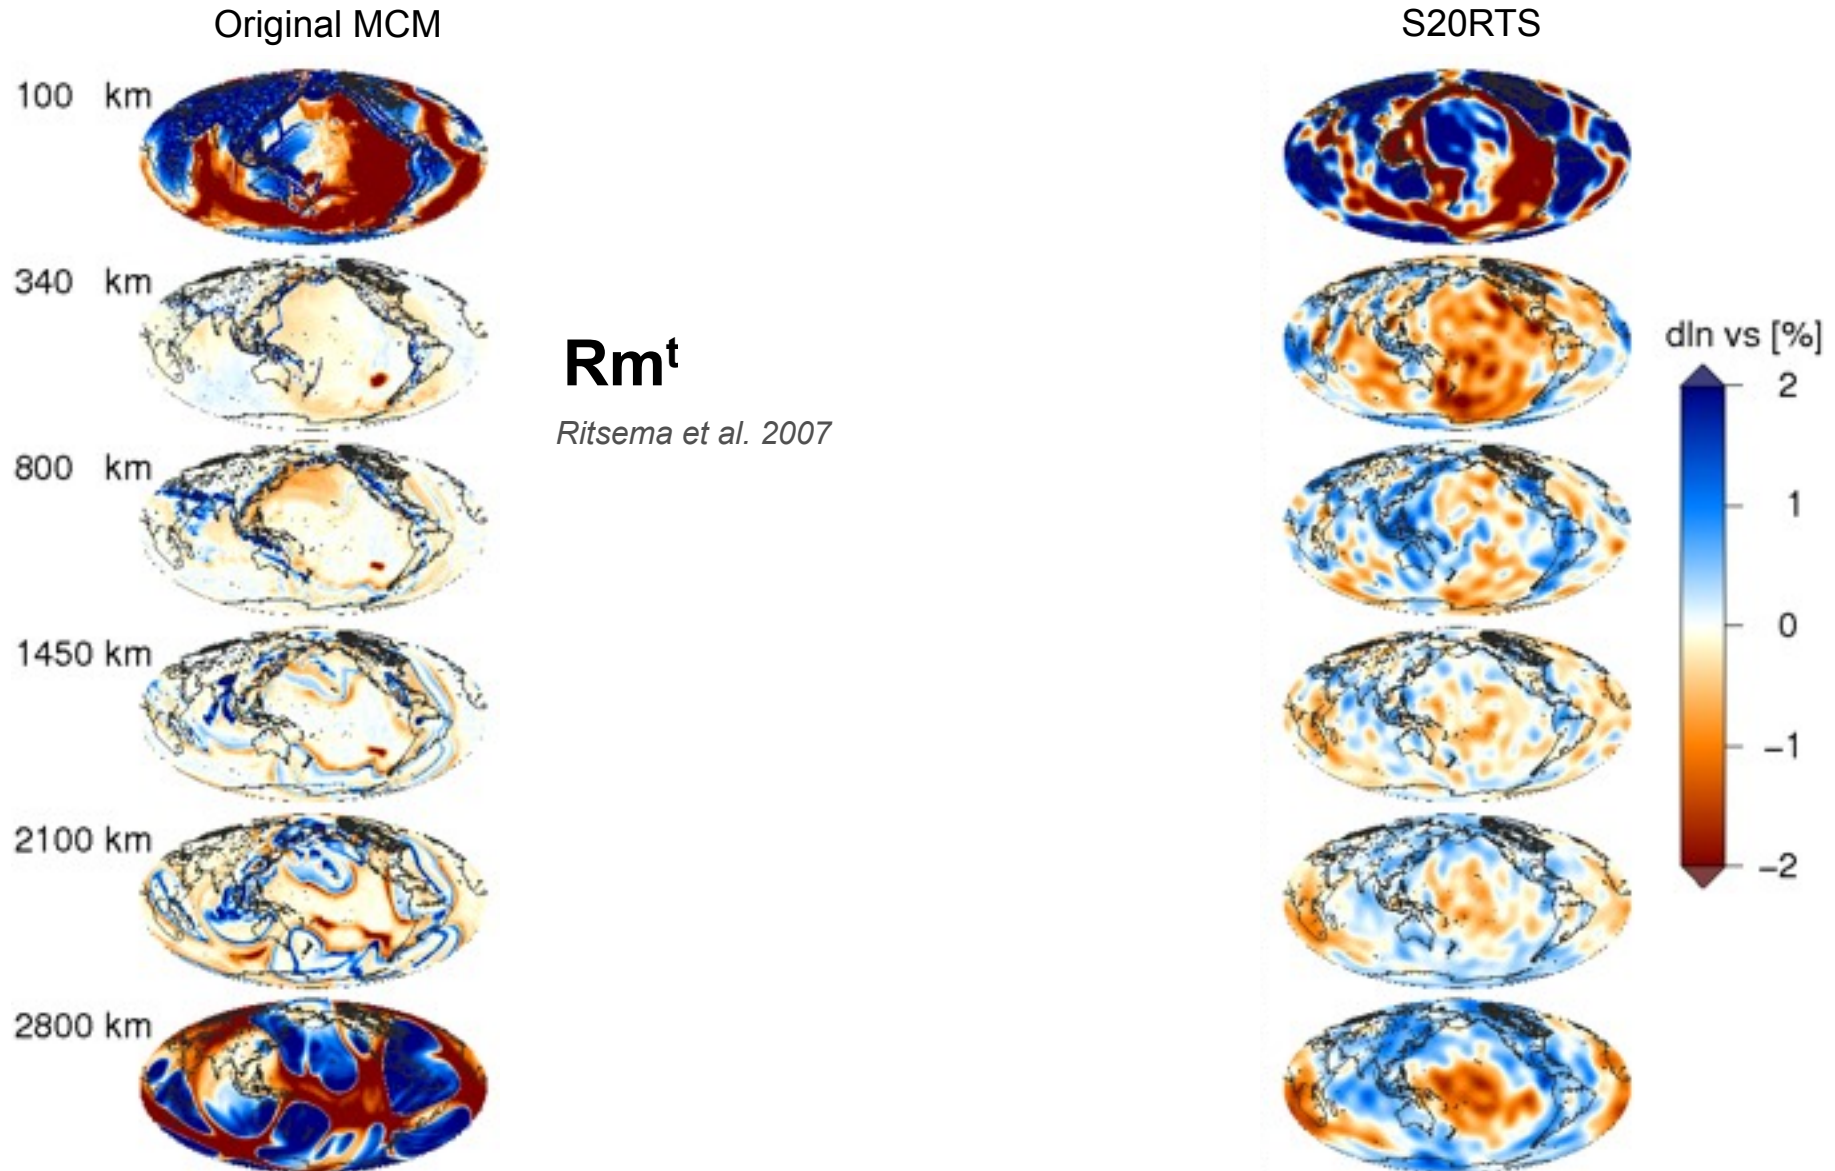 Original MCM
S20RTS
100 km
340 km
800 km
1450 km
2100 km
2800 km
Rmᵗ
Ritsema et al. 2007
dln vs [%]
2
1
0
−1
−2